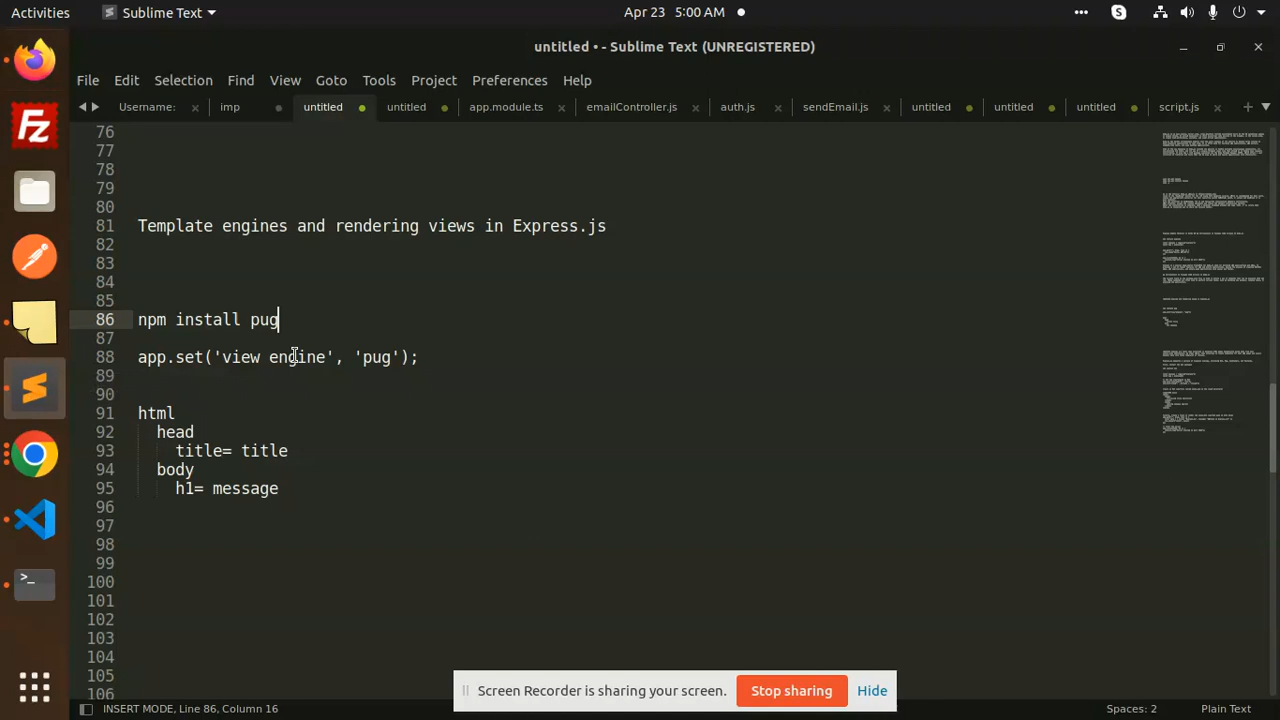 Activities
Sublime Text
Apr 23 5:00 AM
untitled • - Sublime Text (UNREGISTERED)
File Edit Selection Find View Goto Tools Project Preferences Help
Username: imp untitled untitled app.module.ts emailController.js auth.js sendEmail.js untitled untitled untitled script.js
76
77
78
79
80
81 Template engines and rendering views in Express.js
82
83
84
85
86 npm install pug
87
88 app.set('view engine', 'pug');
89
90
91 html
92 head
93 title= title
94 body
95 h1= message
96
97
98
99
100
101
102
103
104
105
106
Screen Recorder is sharing your screen. Stop sharing Hide
INSERT MODE, Line 86, Column 16
Spaces: 2
Plain Text